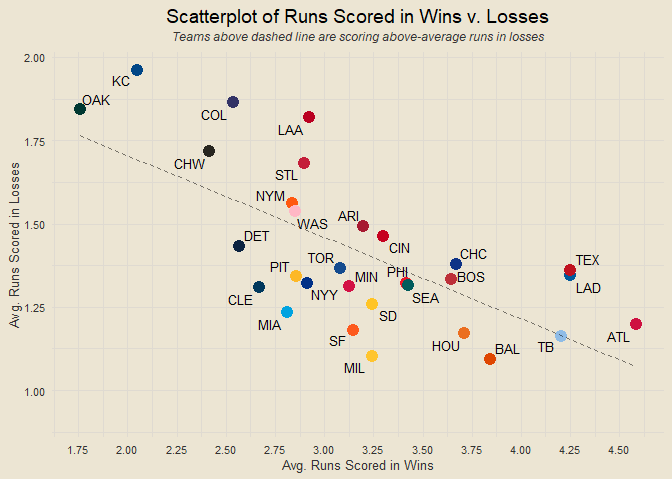 Scatterplot of Runs Scored in Wins v. Losses
Teams above dashed line are scoring above-average runs in losses
Avg. Runs Scored in Losses
2.00
1.75
1.50
1.25
1.00
KC
OAK
COL
LAA
CHW
STL
NYM
WAS
ARI
DET
CIN
TOR
CHC
TEX
PIT
MIN
PHI
BOS
LAD
CLE
NYY
SEA
MIA
SD
SF
HOU
BAL
TB
ATL
MIL
1.75 2.00 2.25 2.50 2.75 3.00 3.25 3.50 3.75 4.00 4.25 4.50
Avg. Runs Scored in Wins